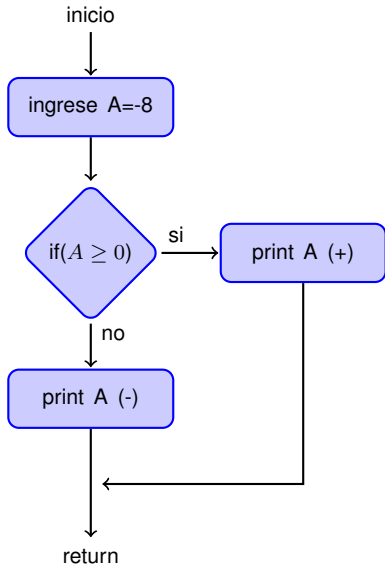 inicio
ingrese A=-8
if(A ≥ 0)
si
print A (+)
no
print A (-)
return